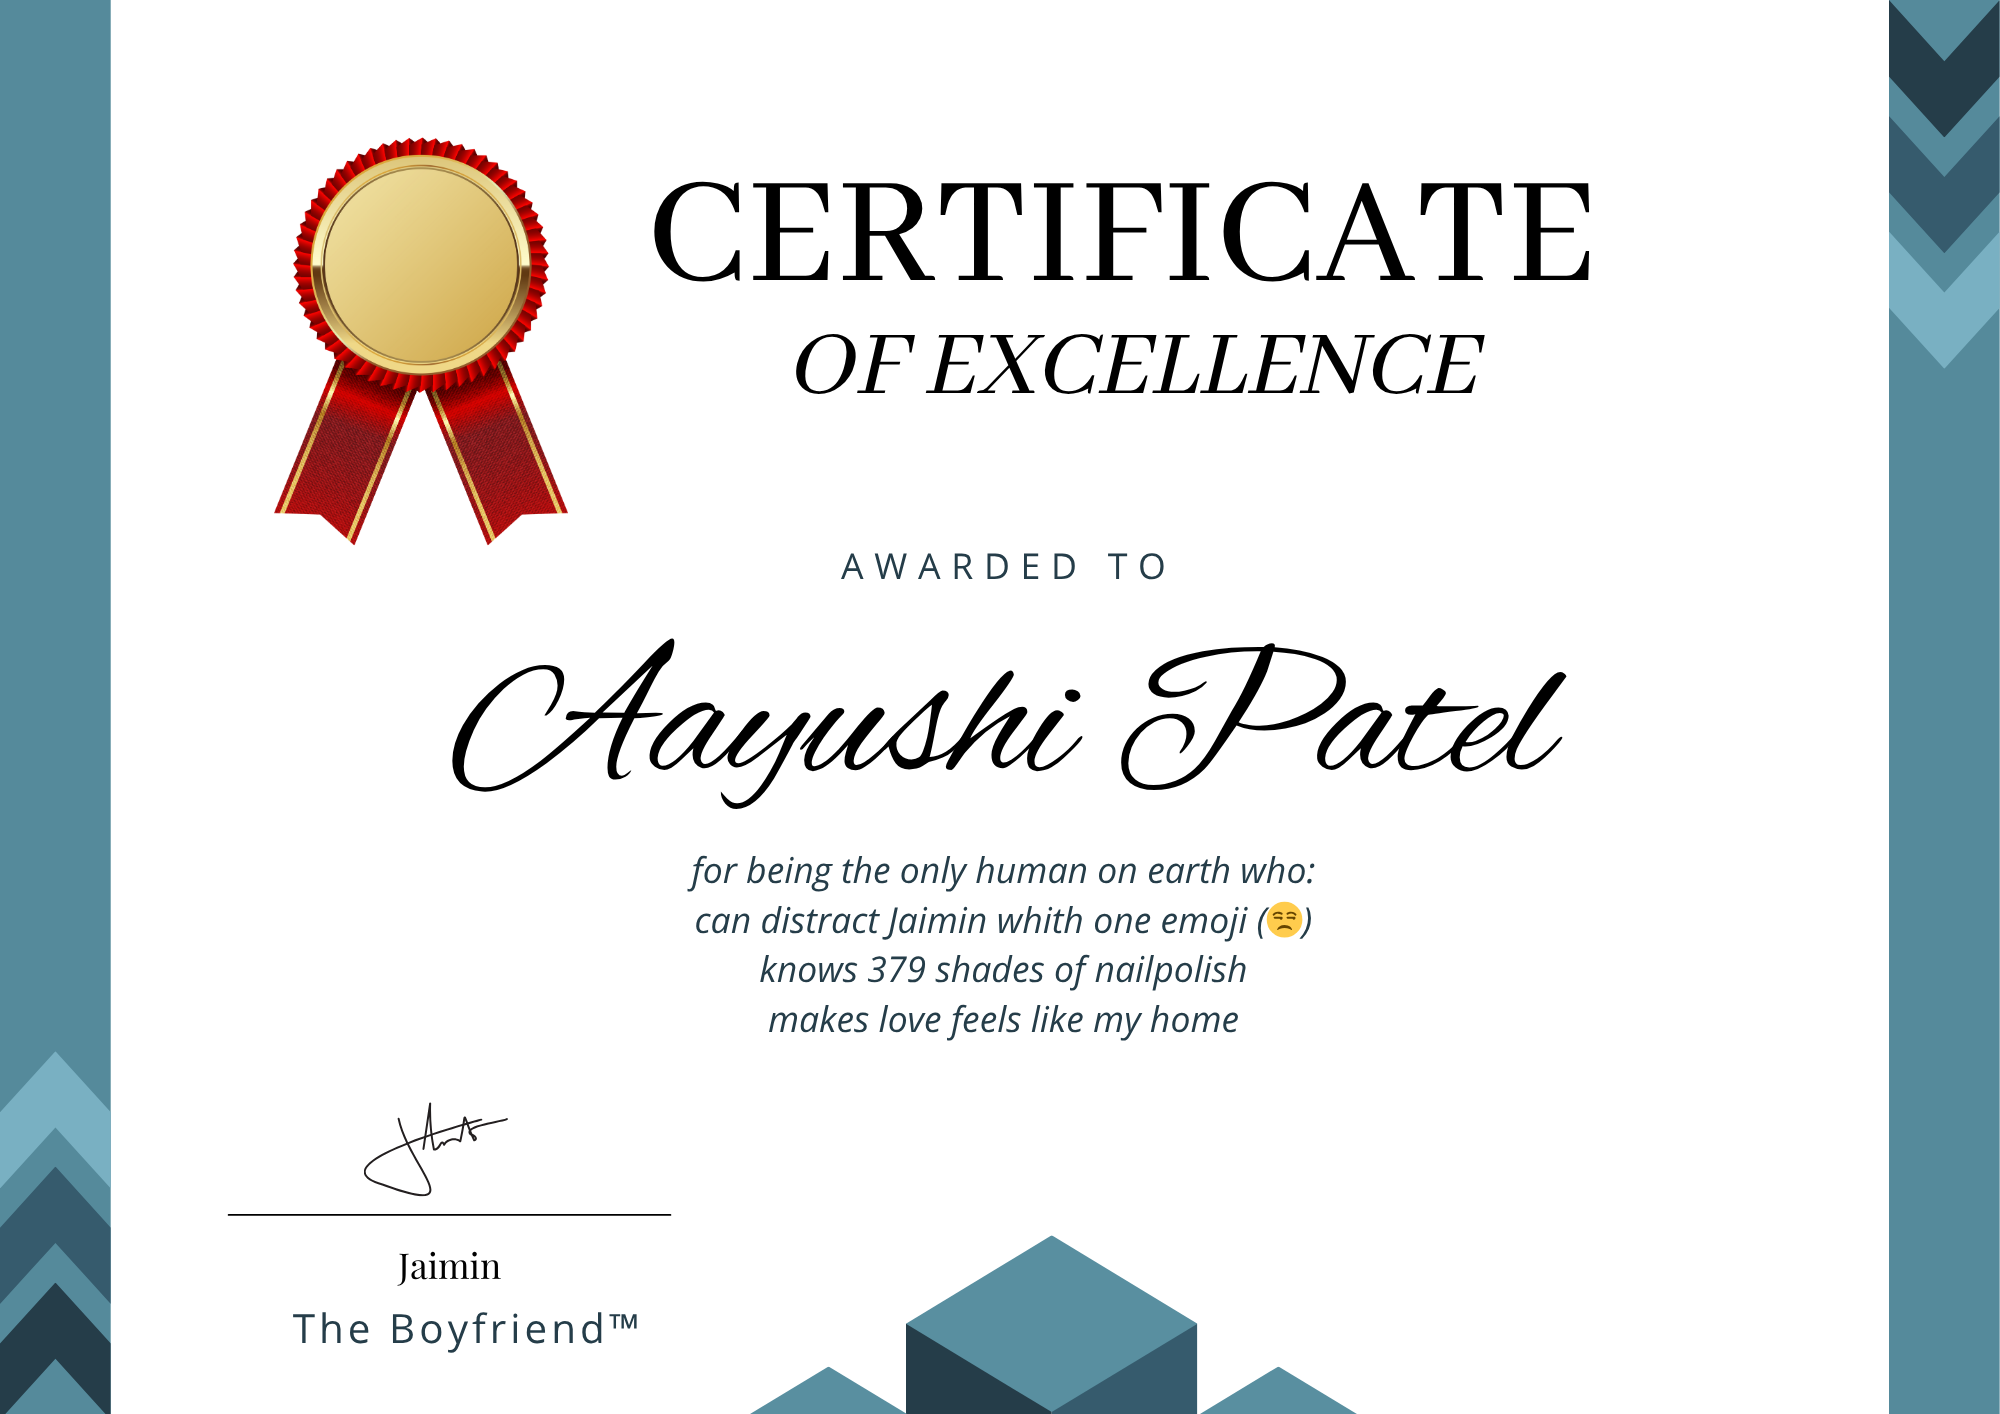 CERTIFICATE
OF EXCELLENCE
AWARDED TO
Aayushi Patel
for being the only human on earth who:
can distract Jaimin whith one emoji (😒)
knows 379 shades of nailpolish
makes love feels like my home
Jaimin
The Boyfriend™